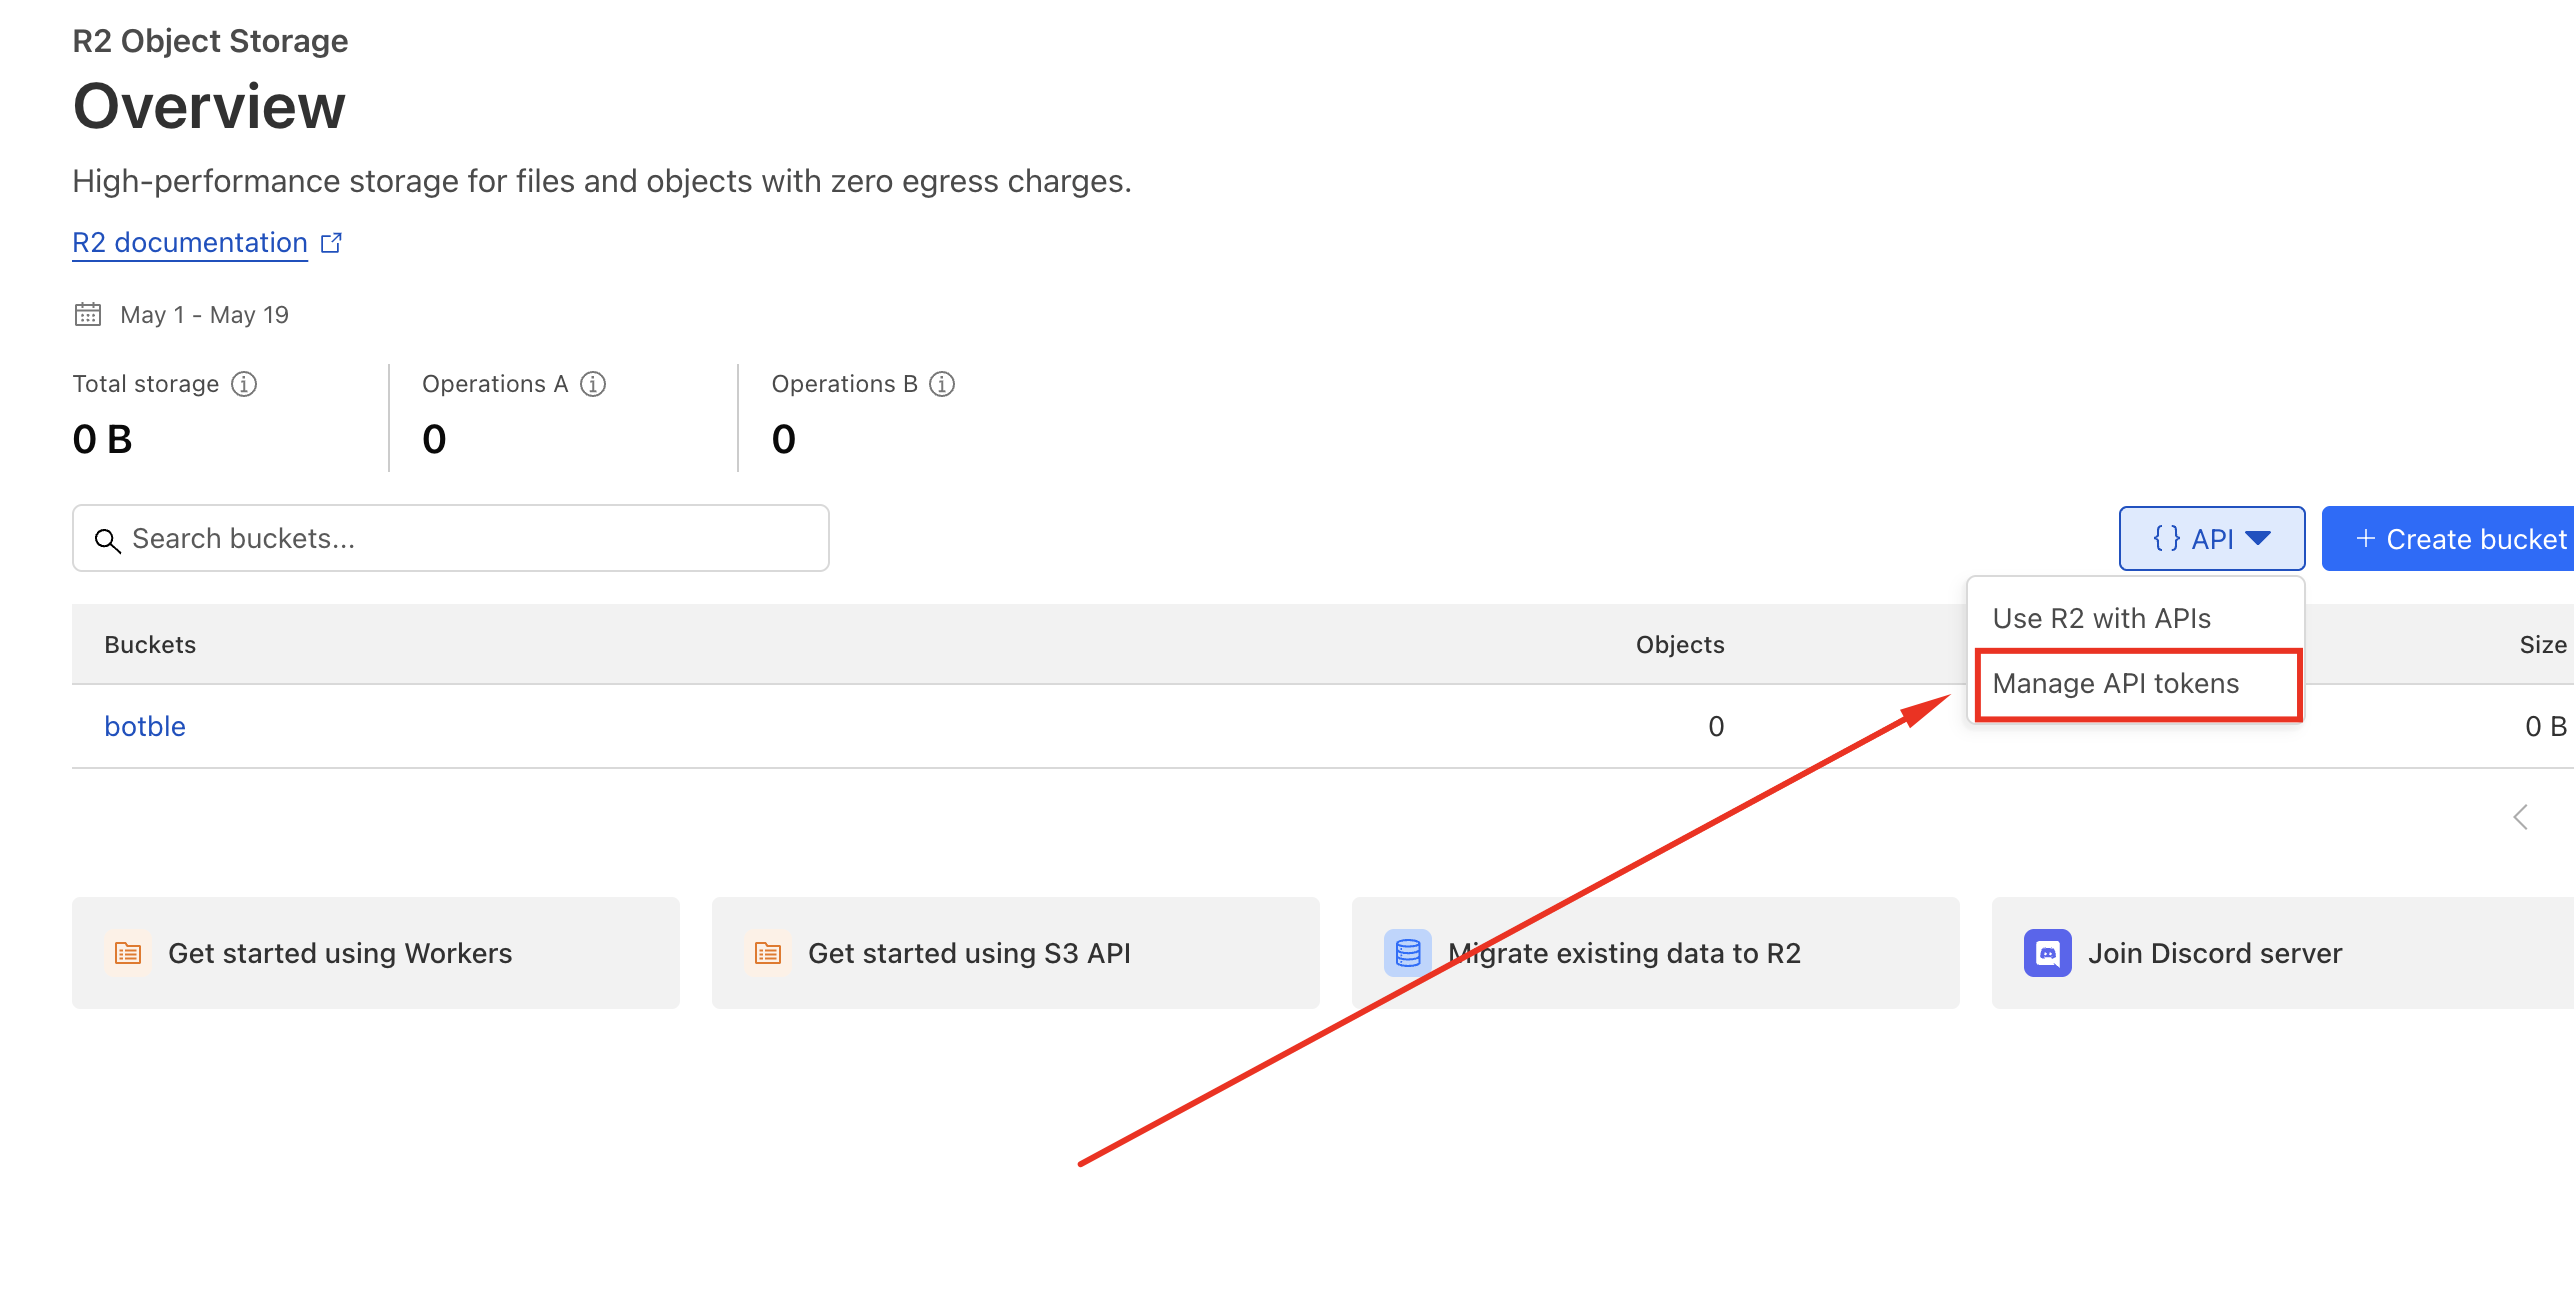 R2 Object Storage
Overview
High-performance storage for files and objects with zero egress charges.
R2 documentation
May 1 - May 19
Total storage
0 B
Operations A
0
Operations B
0
Search buckets...
{ } API
+ Create bucket
Use R2 with APIs
Manage API tokens
Buckets Objects Size
botble 0 0 B
Get started using Workers
Get started using S3 API
Migrate existing data to R2
Join Discord server